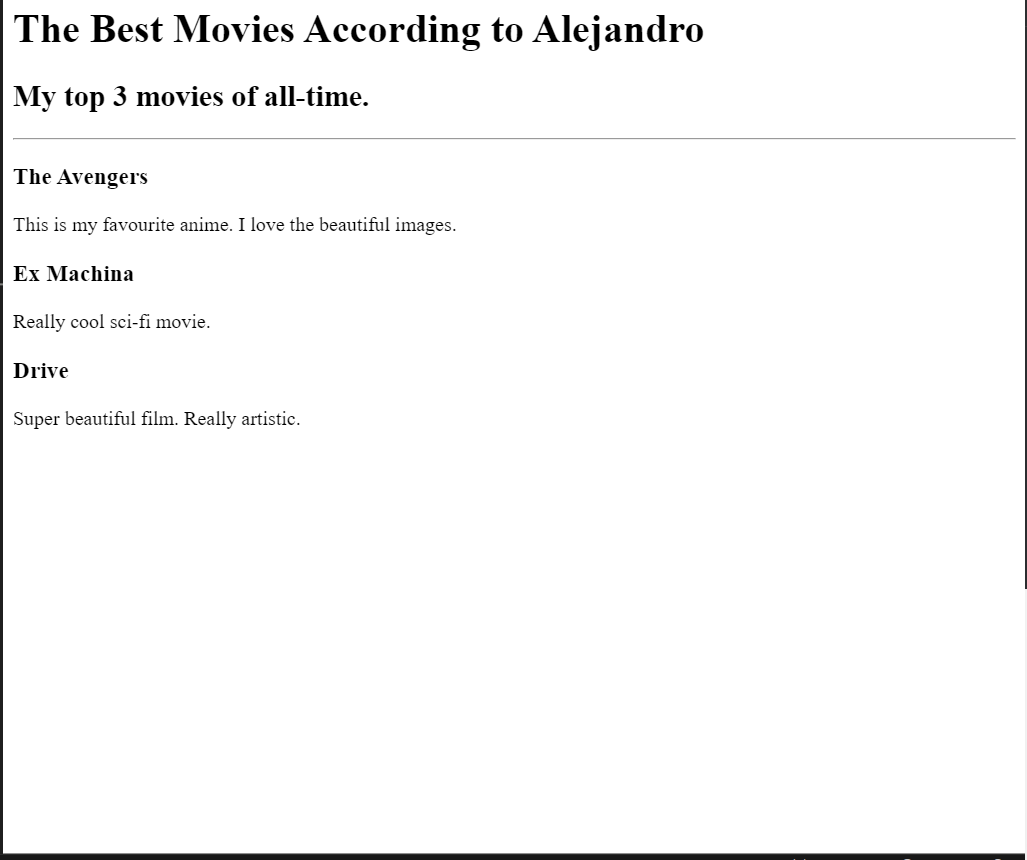 The Best Movies According to Alejandro
My top 3 movies of all-time.
The Avengers
This is my favourite anime. I love the beautiful images.
Ex Machina
Really cool sci-fi movie.
Drive
Super beautiful film. Really artistic.